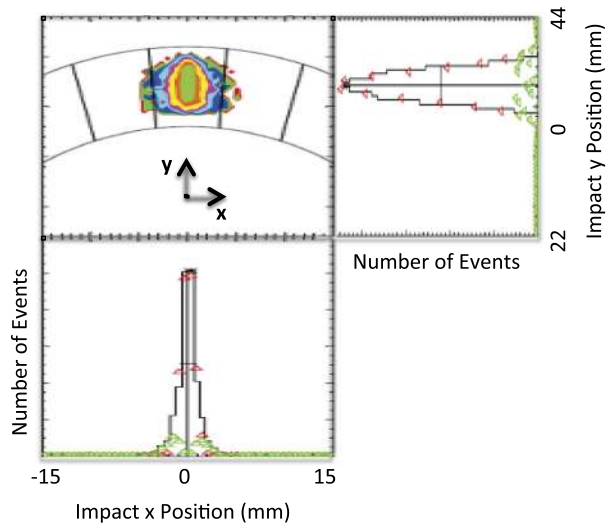 44
Impact y Position (mm)
0
22
y
x
Number of Events
Number of Events
-15
0
15
Impact x Position (mm)